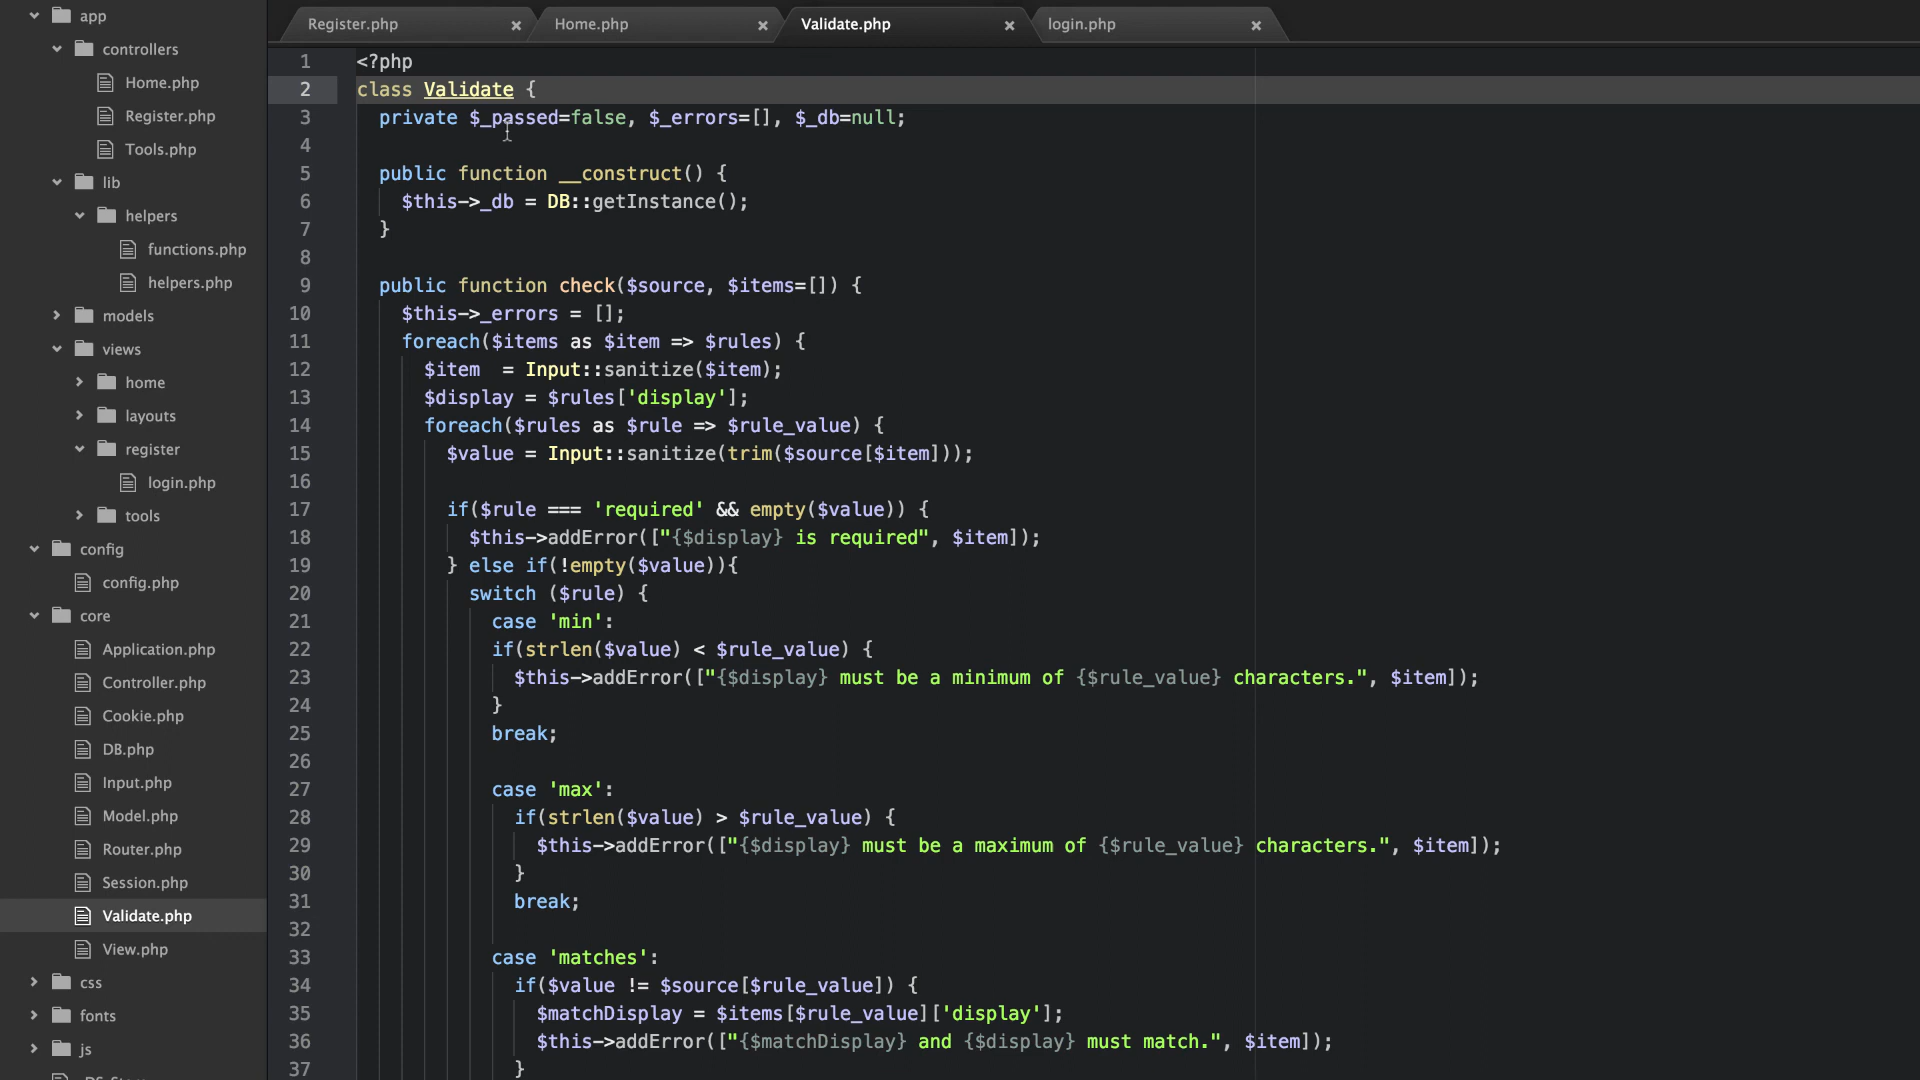 app
controllers
Home.php
Register.php
Tools.php
lib
helpers
functions.php
helpers.php
models
views
home
layouts
register
login.php
tools
config
config.php
core
Application.php
Controller.php
Cookie.php
DB.php
Input.php
Model.php
Router.php
Session.php
Validate.php
View.php
css
fonts
js
Register.php × Home.php × Validate.php × login.php ×
1 <?php
2 class Validate {
3 private $_passed=false, $_errors=[], $_db=null;
4
5 public function __construct() {
6 $this->_db = DB::getInstance();
7 }
8
9 public function check($source, $items=[]) {
10 $this->_errors = [];
11 foreach($items as $item => $rules) {
12 $item  = Input::sanitize($item);
13 $display = $rules['display'];
14 foreach($rules as $rule => $rule_value) {
15 $value = Input::sanitize(trim($source[$item]));
16
17 if($rule === 'required' && empty($value)) {
18 $this->addError(["{$display} is required", $item]);
19 } else if(!empty($value)){
20 switch ($rule) {
21 case 'min':
22 if(strlen($value) < $rule_value) {
23 $this->addError(["{$display} must be a minimum of {$rule_value} characters.", $item]);
24 }
25 break;
26
27 case 'max':
28 if(strlen($value) > $rule_value) {
29 $this->addError(["{$display} must be a maximum of {$rule_value} characters.", $item]);
30 }
31 break;
32
33 case 'matches':
34 if($value != $source[$rule_value]) {
35 $matchDisplay = $items[$rule_value]['display'];
36 $this->addError(["{$matchDisplay} and {$display} must match.", $item]);
37 }